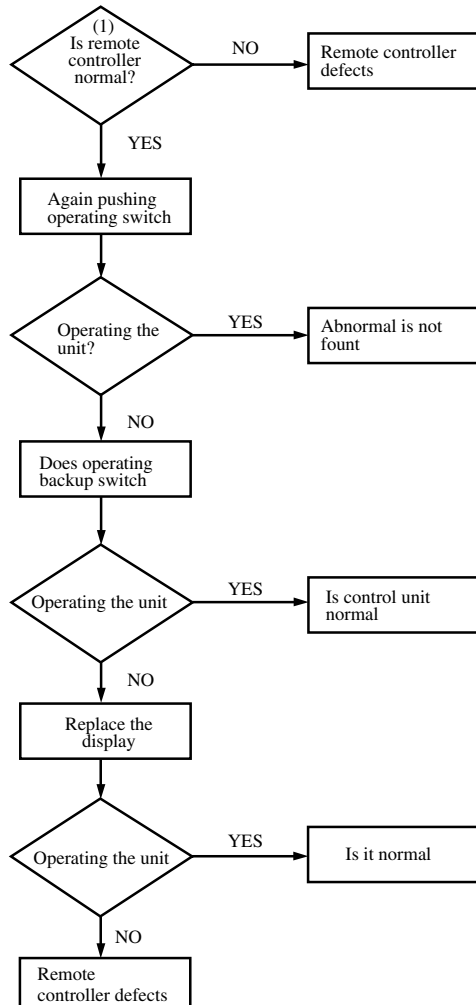 (1)
Is remote
controller
normal?
NO
Remote controller
defects
YES
Again pushing
operating switch
Operating the
unit?
YES
Abnormal is not
fount
NO
Does operating
backup switch
Operating the unit
YES
Is control unit
normal
NO
Replace the
display
Operating the unit
YES
Is it normal
NO
Remote
controller defects